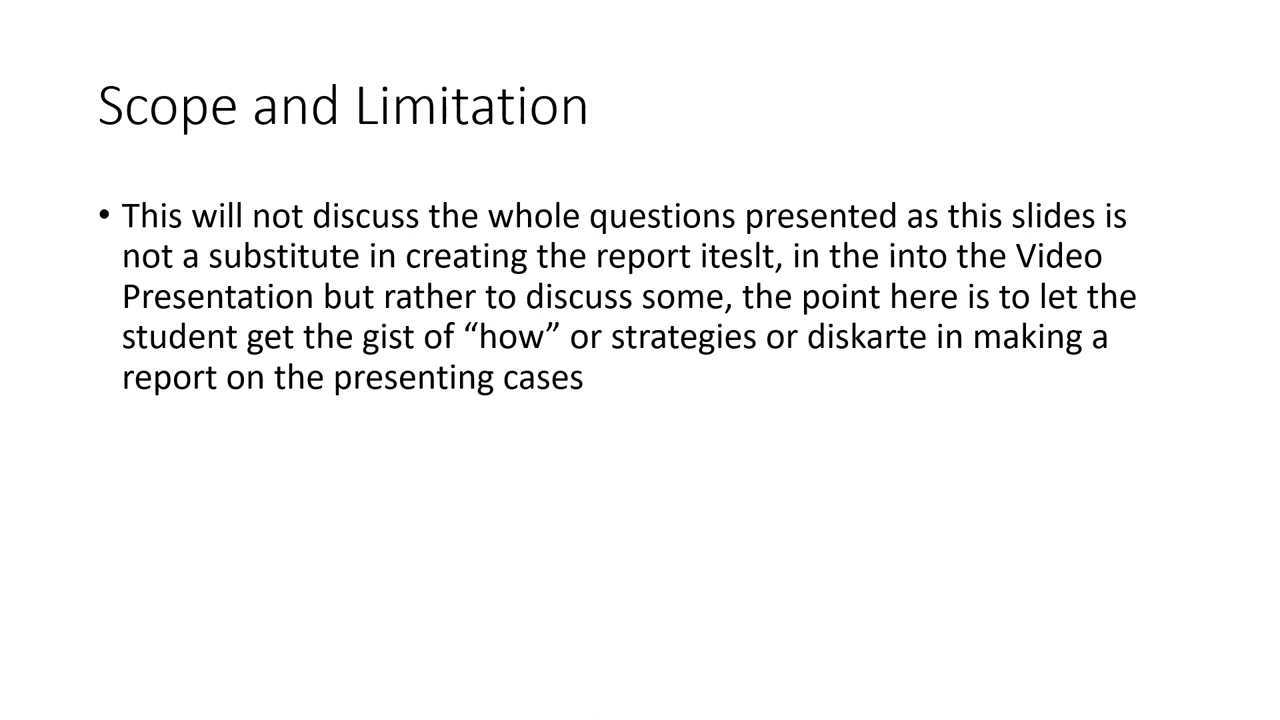 Scope and Limitation
• This will not discuss the whole questions presented as this slides is
not a substitute in creating the report iteslt, in the into the Video
Presentation but rather to discuss some, the point here is to let the
student get the gist of “how” or strategies or diskarte in making a
report on the presenting cases